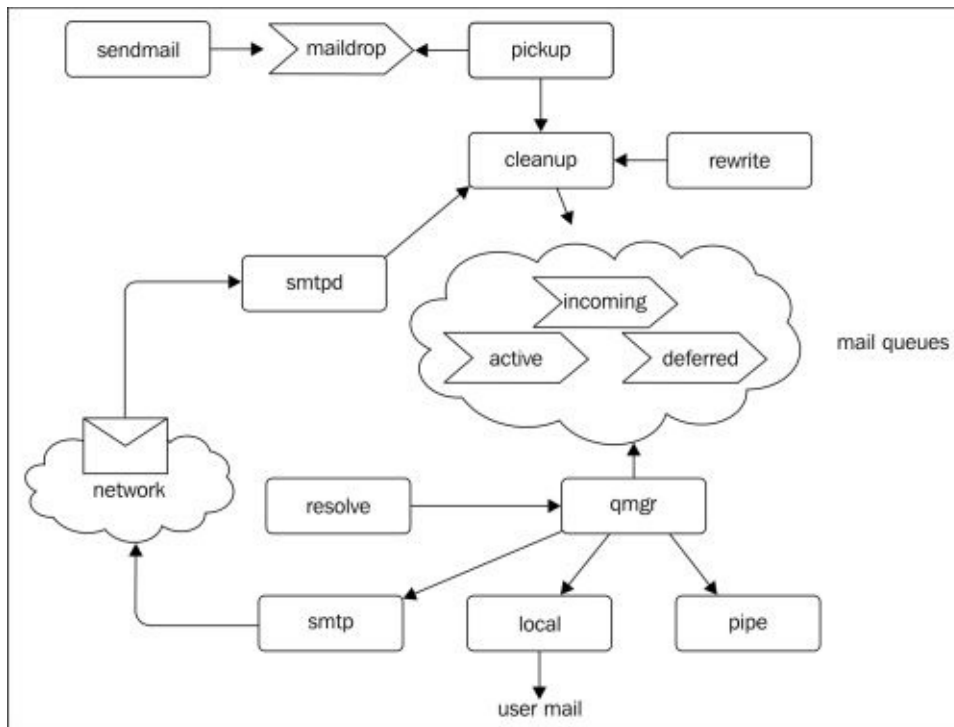 sendmail
maildrop
pickup
cleanup
rewrite
smtpd
incoming
active
deferred
mail queues
network
resolve
qmgr
smtp
local
pipe
user mail